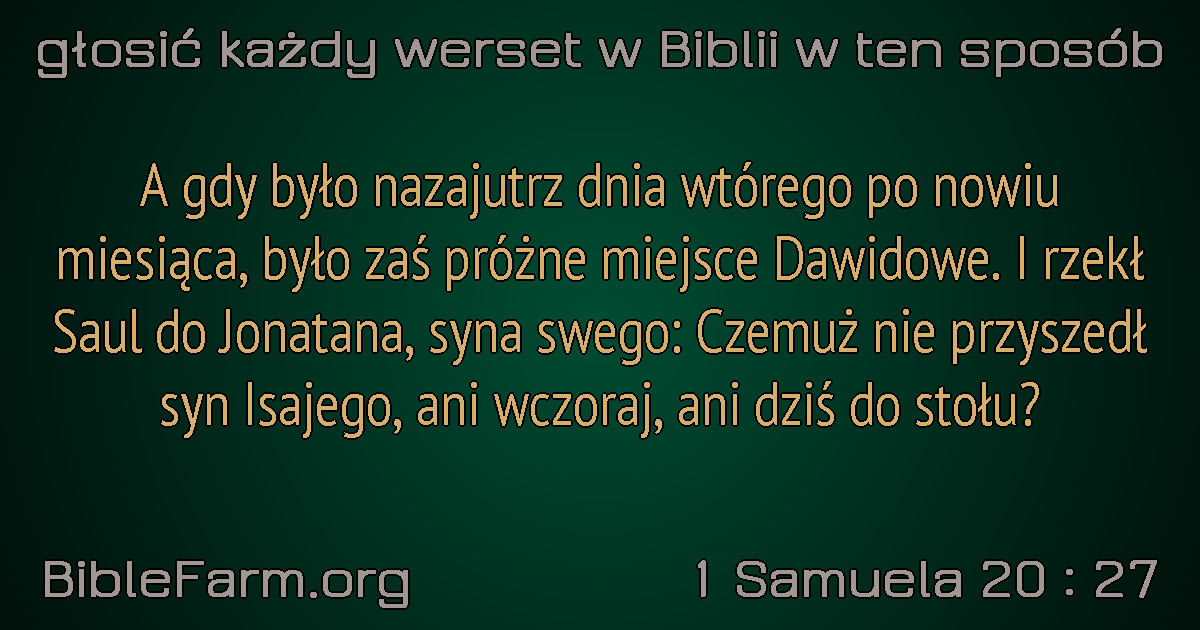 głosić każdy werset w Biblii w ten sposób
A gdy było nazajutrz dnia wtórego po nowiu
miesiąca, było zaś próżne miejsce Dawidowe. I rzekł
Saul do Jonatana, syna swego: Czemuż nie przyszedł
syn Isajego, ani wczoraj, ani dziś do stołu?
BibleFarm.org
1 Samuela 20 : 27